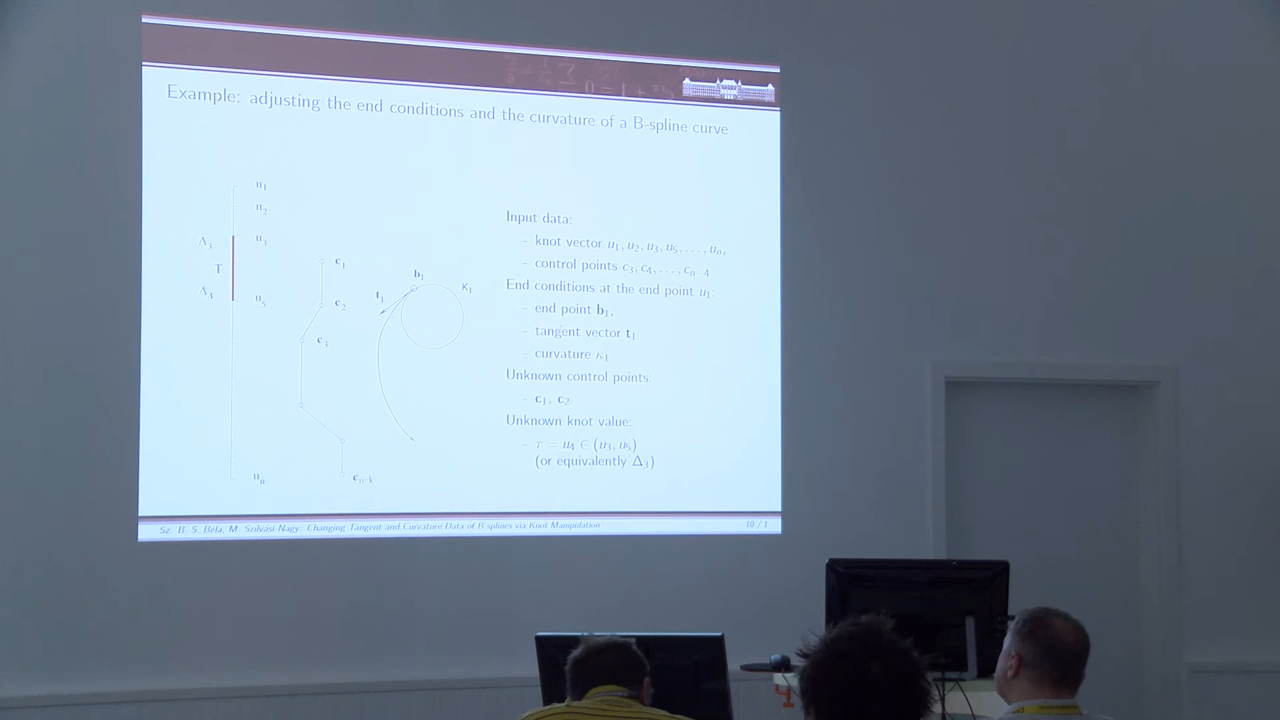 Example: adjusting the end conditions and the curvature of a B-spline curve
u₁
u₂
Λ₃
u₃
T
Λ₄
u₅
uₙ
c₁
c₂
c₃
cₙ₋ₖ
b₁
t₁
κ₁
Input data:
- knot vector u₁, u₂, u₃, u₅, . . . , uₙ,
- control points c₃, c₄, . . . , cₙ₋₄
End conditions at the end point u₁:
- end point b₁,
- tangent vector t₁
- curvature κ₁
Unknown control points:
- c₁, c₂
Unknown knot value:
- τ = u₄ ∈ (u₃, u₅)
(or equivalently Δ₃)
Sz. B.-S. Béla, M. Szilvási-Nagy: Changing Tangent and Curvature Data of B-splines via Knot Manipulation
10 / 1